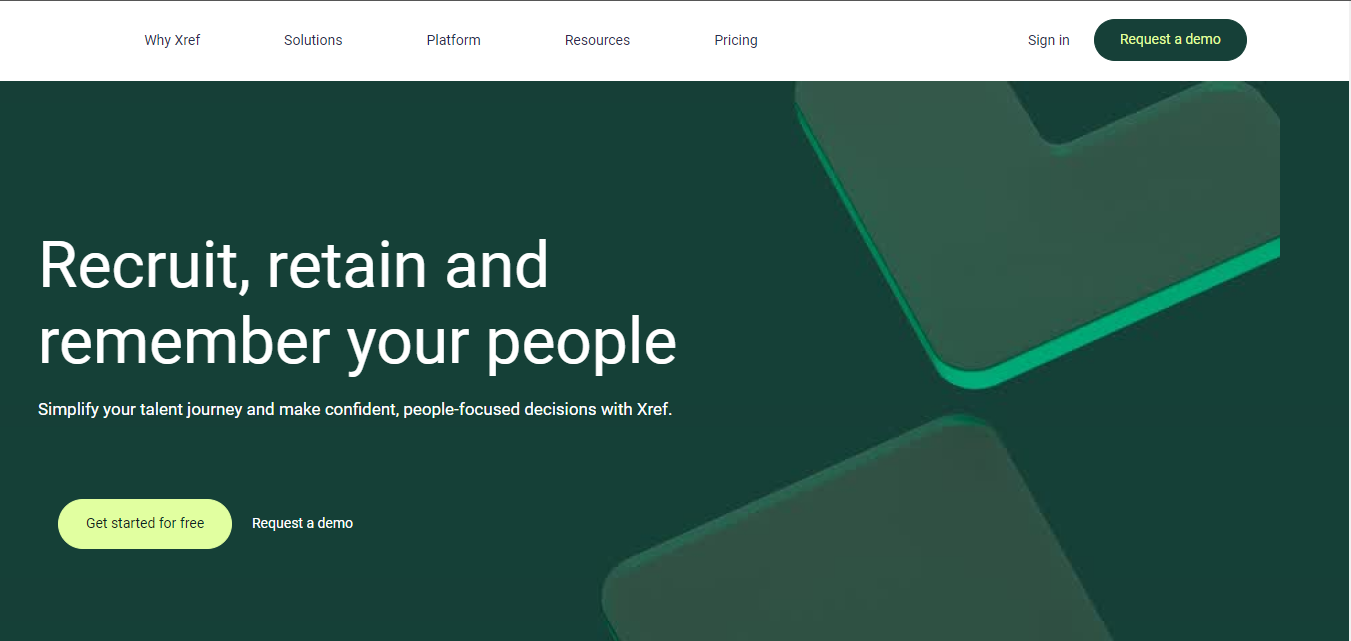 Why Xref
Solutions
Platform
Resources
Pricing
Sign in
Request a demo
Recruit, retain and
remember your people
Simplify your talent journey and make confident, people-focused decisions with Xref.
Get started for free
Request a demo